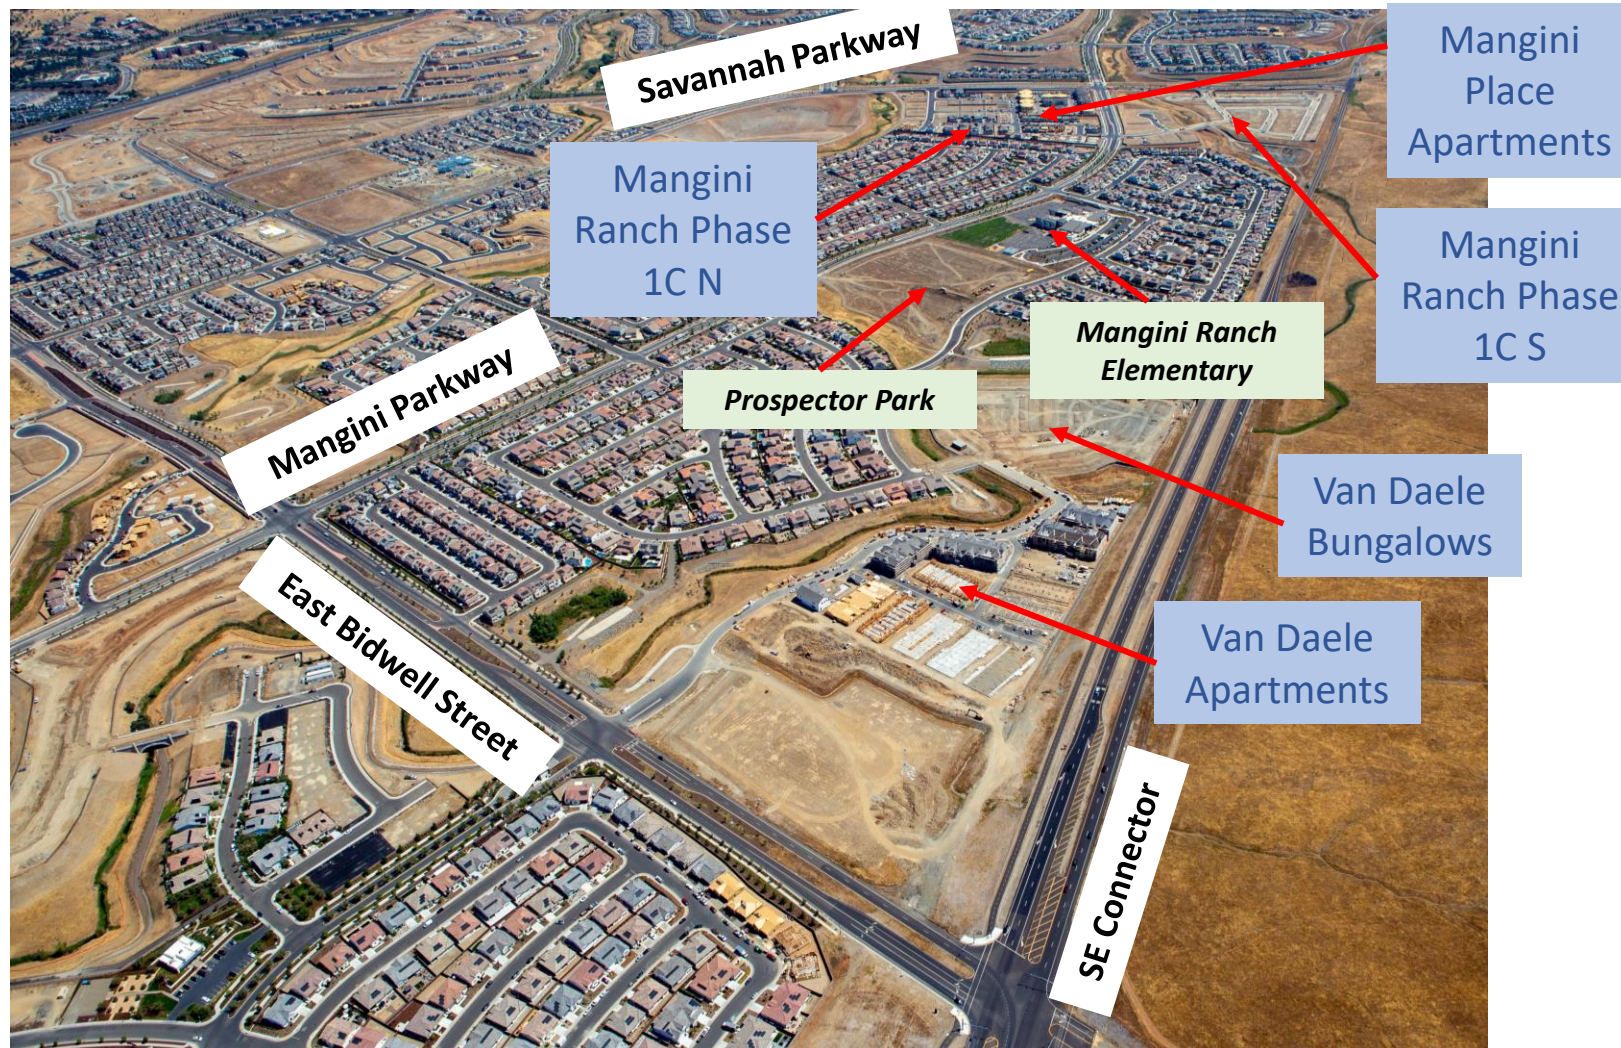 Savannah Parkway
Mangini
Place
Apartments
Mangini
Ranch Phase
1C N
Mangini
Ranch Phase
1C S
Mangini Ranch
Elementary
Prospector Park
Mangini Parkway
Van Daele
Bungalows
East Bidwell Street
Van Daele
Apartments
SE Connector